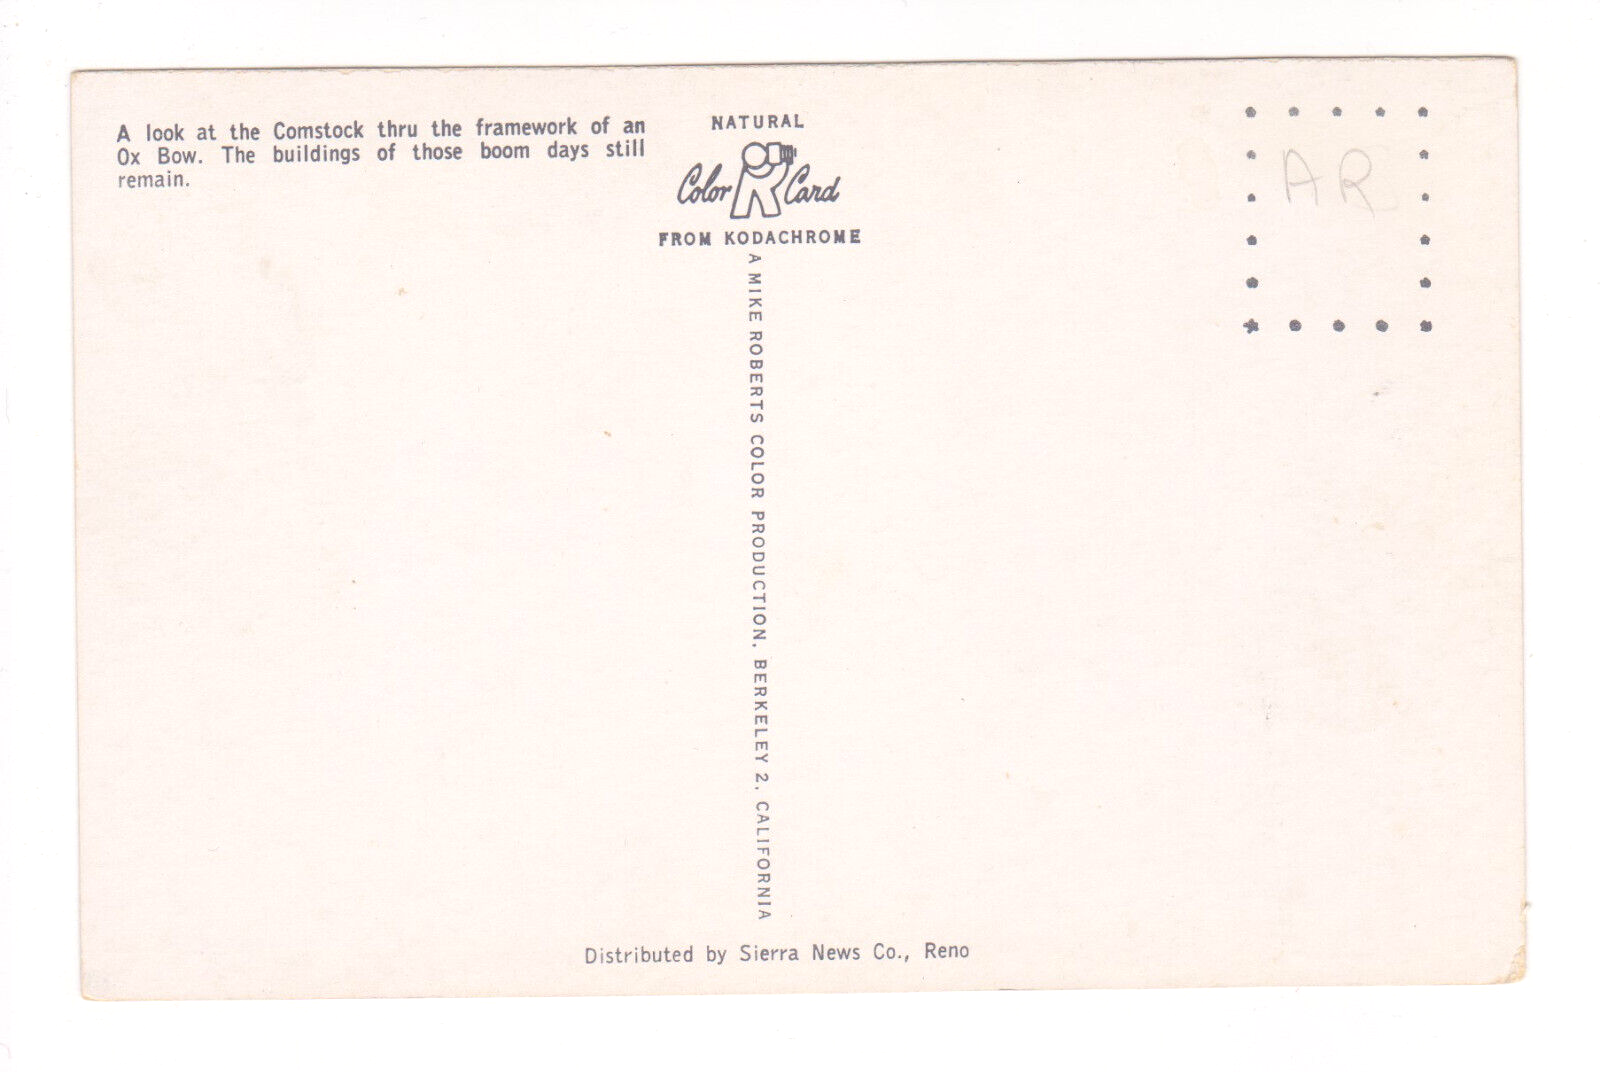 A look at the Comstock thru the framework of an
Ox Bow. The buildings of those boom days still
remain.
NATURAL
Color Card
FROM KODACHROME
A MIKE ROBERTS COLOR PRODUCTION, BERKELEY 2, CALIFORNIA
AR
Distributed by Sierra News Co., Reno